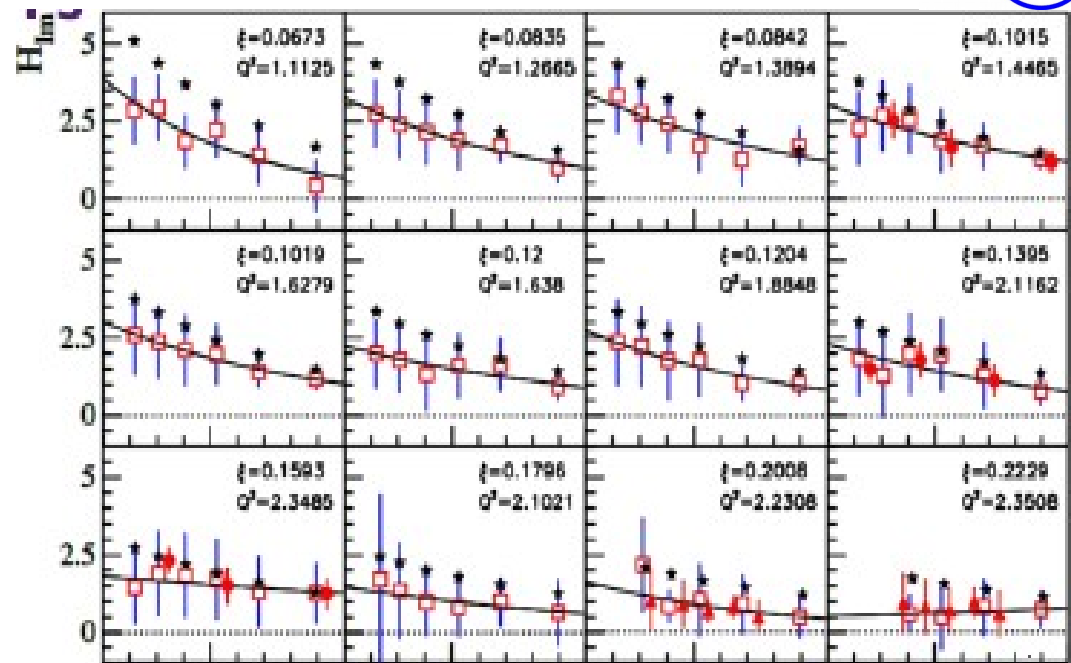 H_Im
ξ=0.0673
Q²=1.1125
ξ=0.0835
Q²=1.2665
ξ=0.0842
Q²=1.3894
ξ=0.1015
Q²=1.4465
5
2.5
0
ξ=0.1019
Q²=1.6279
ξ=0.12
Q²=1.638
ξ=0.1204
Q²=1.8848
ξ=0.1395
Q²=2.1162
5
2.5
0
ξ=0.1593
Q²=2.3485
ξ=0.1796
Q²=2.1021
ξ=0.2008
Q²=2.2308
ξ=0.2229
Q²=2.3508
5
2.5
0